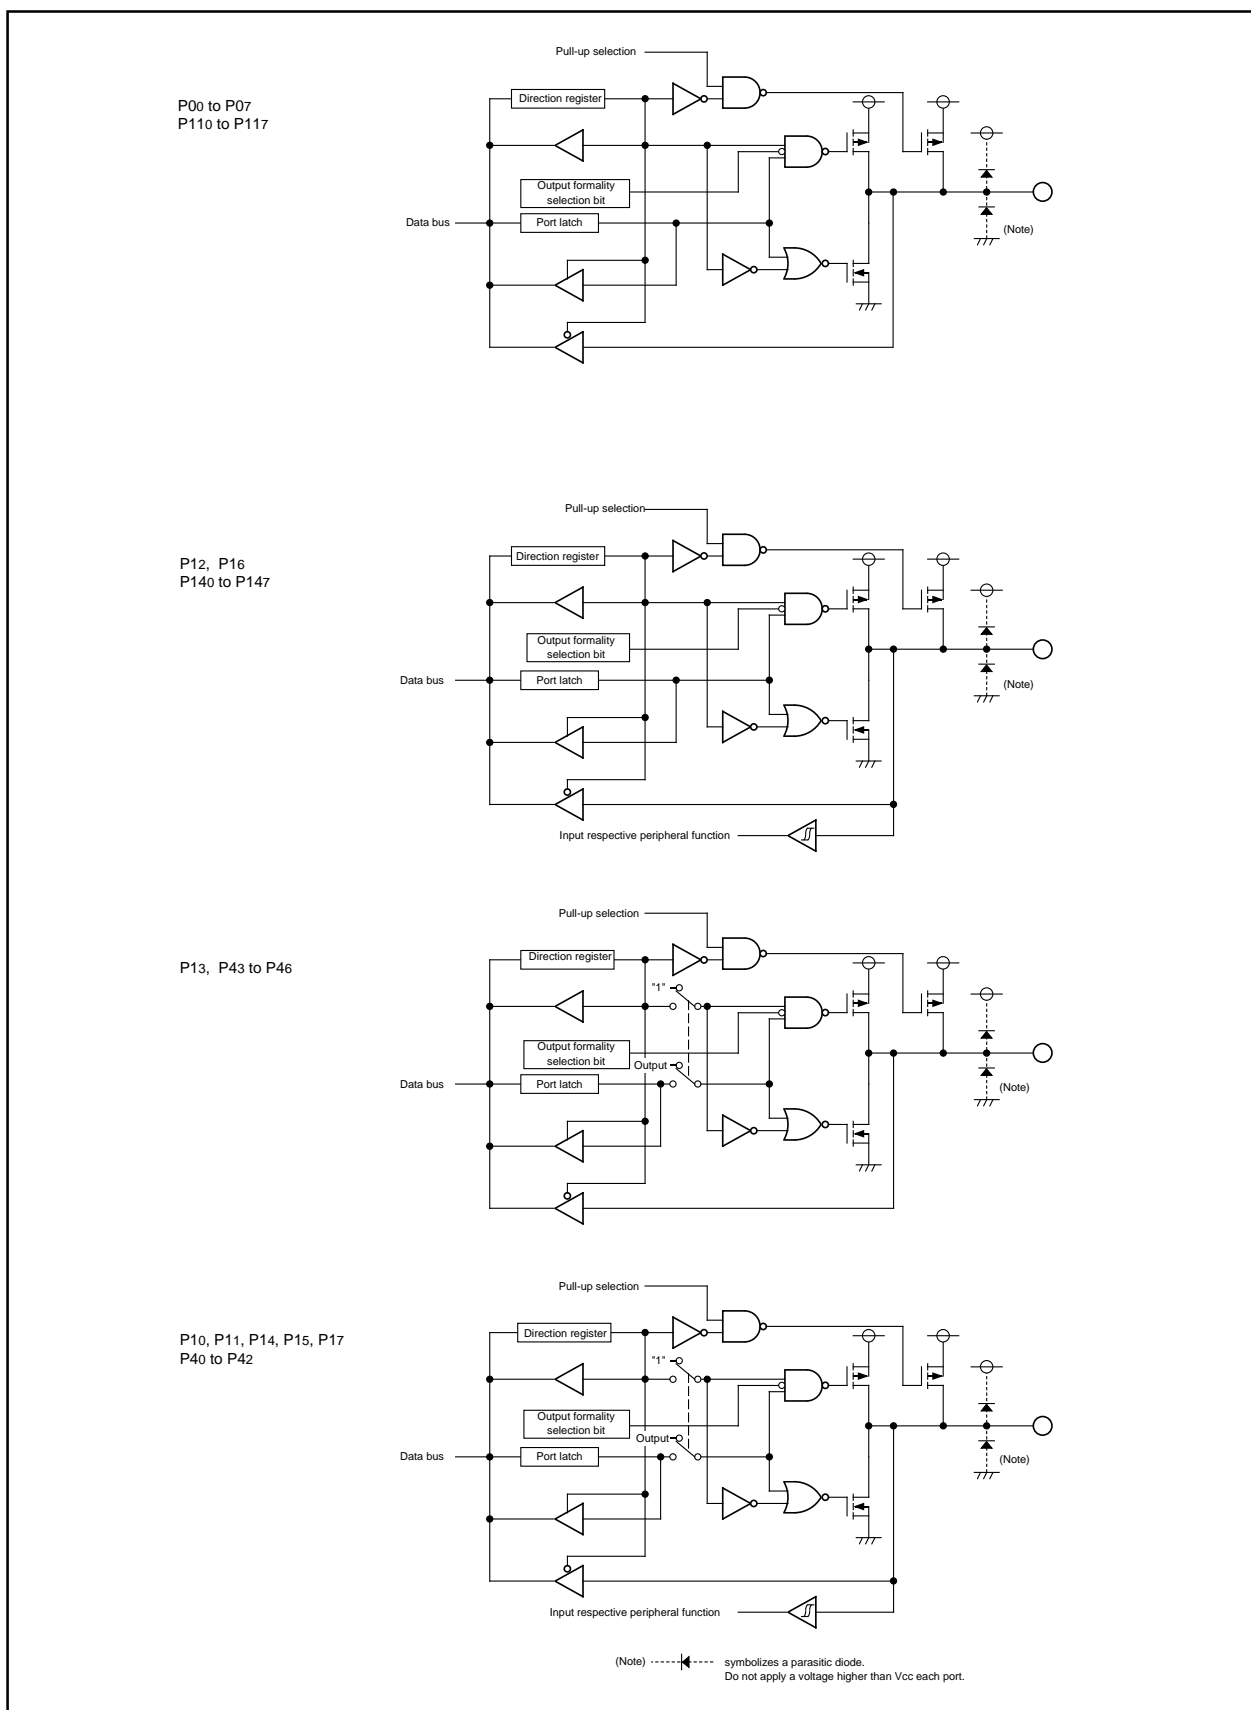 Pull-up selection
P00 to P07
P110 to P117
Direction register
Output formality
selection bit
Data bus
Port latch
(Note)
Pull-up selection
P12, P16
P140 to P147
Direction register
Output formality
selection bit
Data bus
Port latch
(Note)
Input respective peripheral function
Pull-up selection
P13, P43 to P46
Direction register
"1"
Output formality
selection bit
Output
Data bus
Port latch
(Note)
Pull-up selection
P10, P11, P14, P15, P17
P40 to P42
Direction register
"1"
Output formality
selection bit
Output
Data bus
Port latch
(Note)
Input respective peripheral function
(Note) symbolizes a parasitic diode.
Do not apply a voltage higher than Vcc each port.